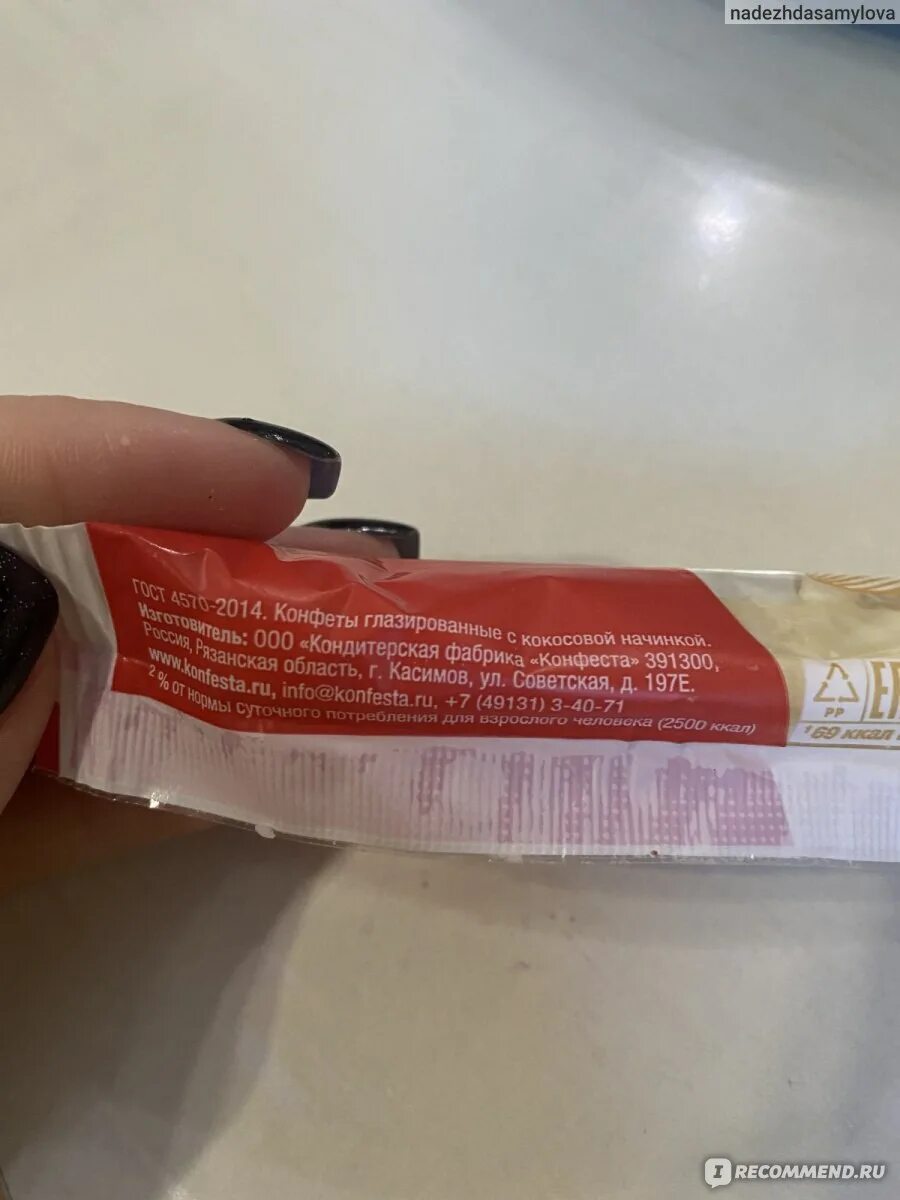 nadezhdasamylova
ГОСТ 4570-2014. Конфеты глазированные с кокосовой начинкой.
Изготовитель: ООО «Кондитерская фабрика «Конфеста» 391300,
Россия, Рязанская область, г. Касимов, ул. Советская, д. 197Е.
www.konfesta.ru, info@konfesta.ru, +7 (49131) 3-40-71
2 % от нормы суточного потребления для взрослого человека (2500 ккал)
PP
69 ккал
IRECOMMEND.RU